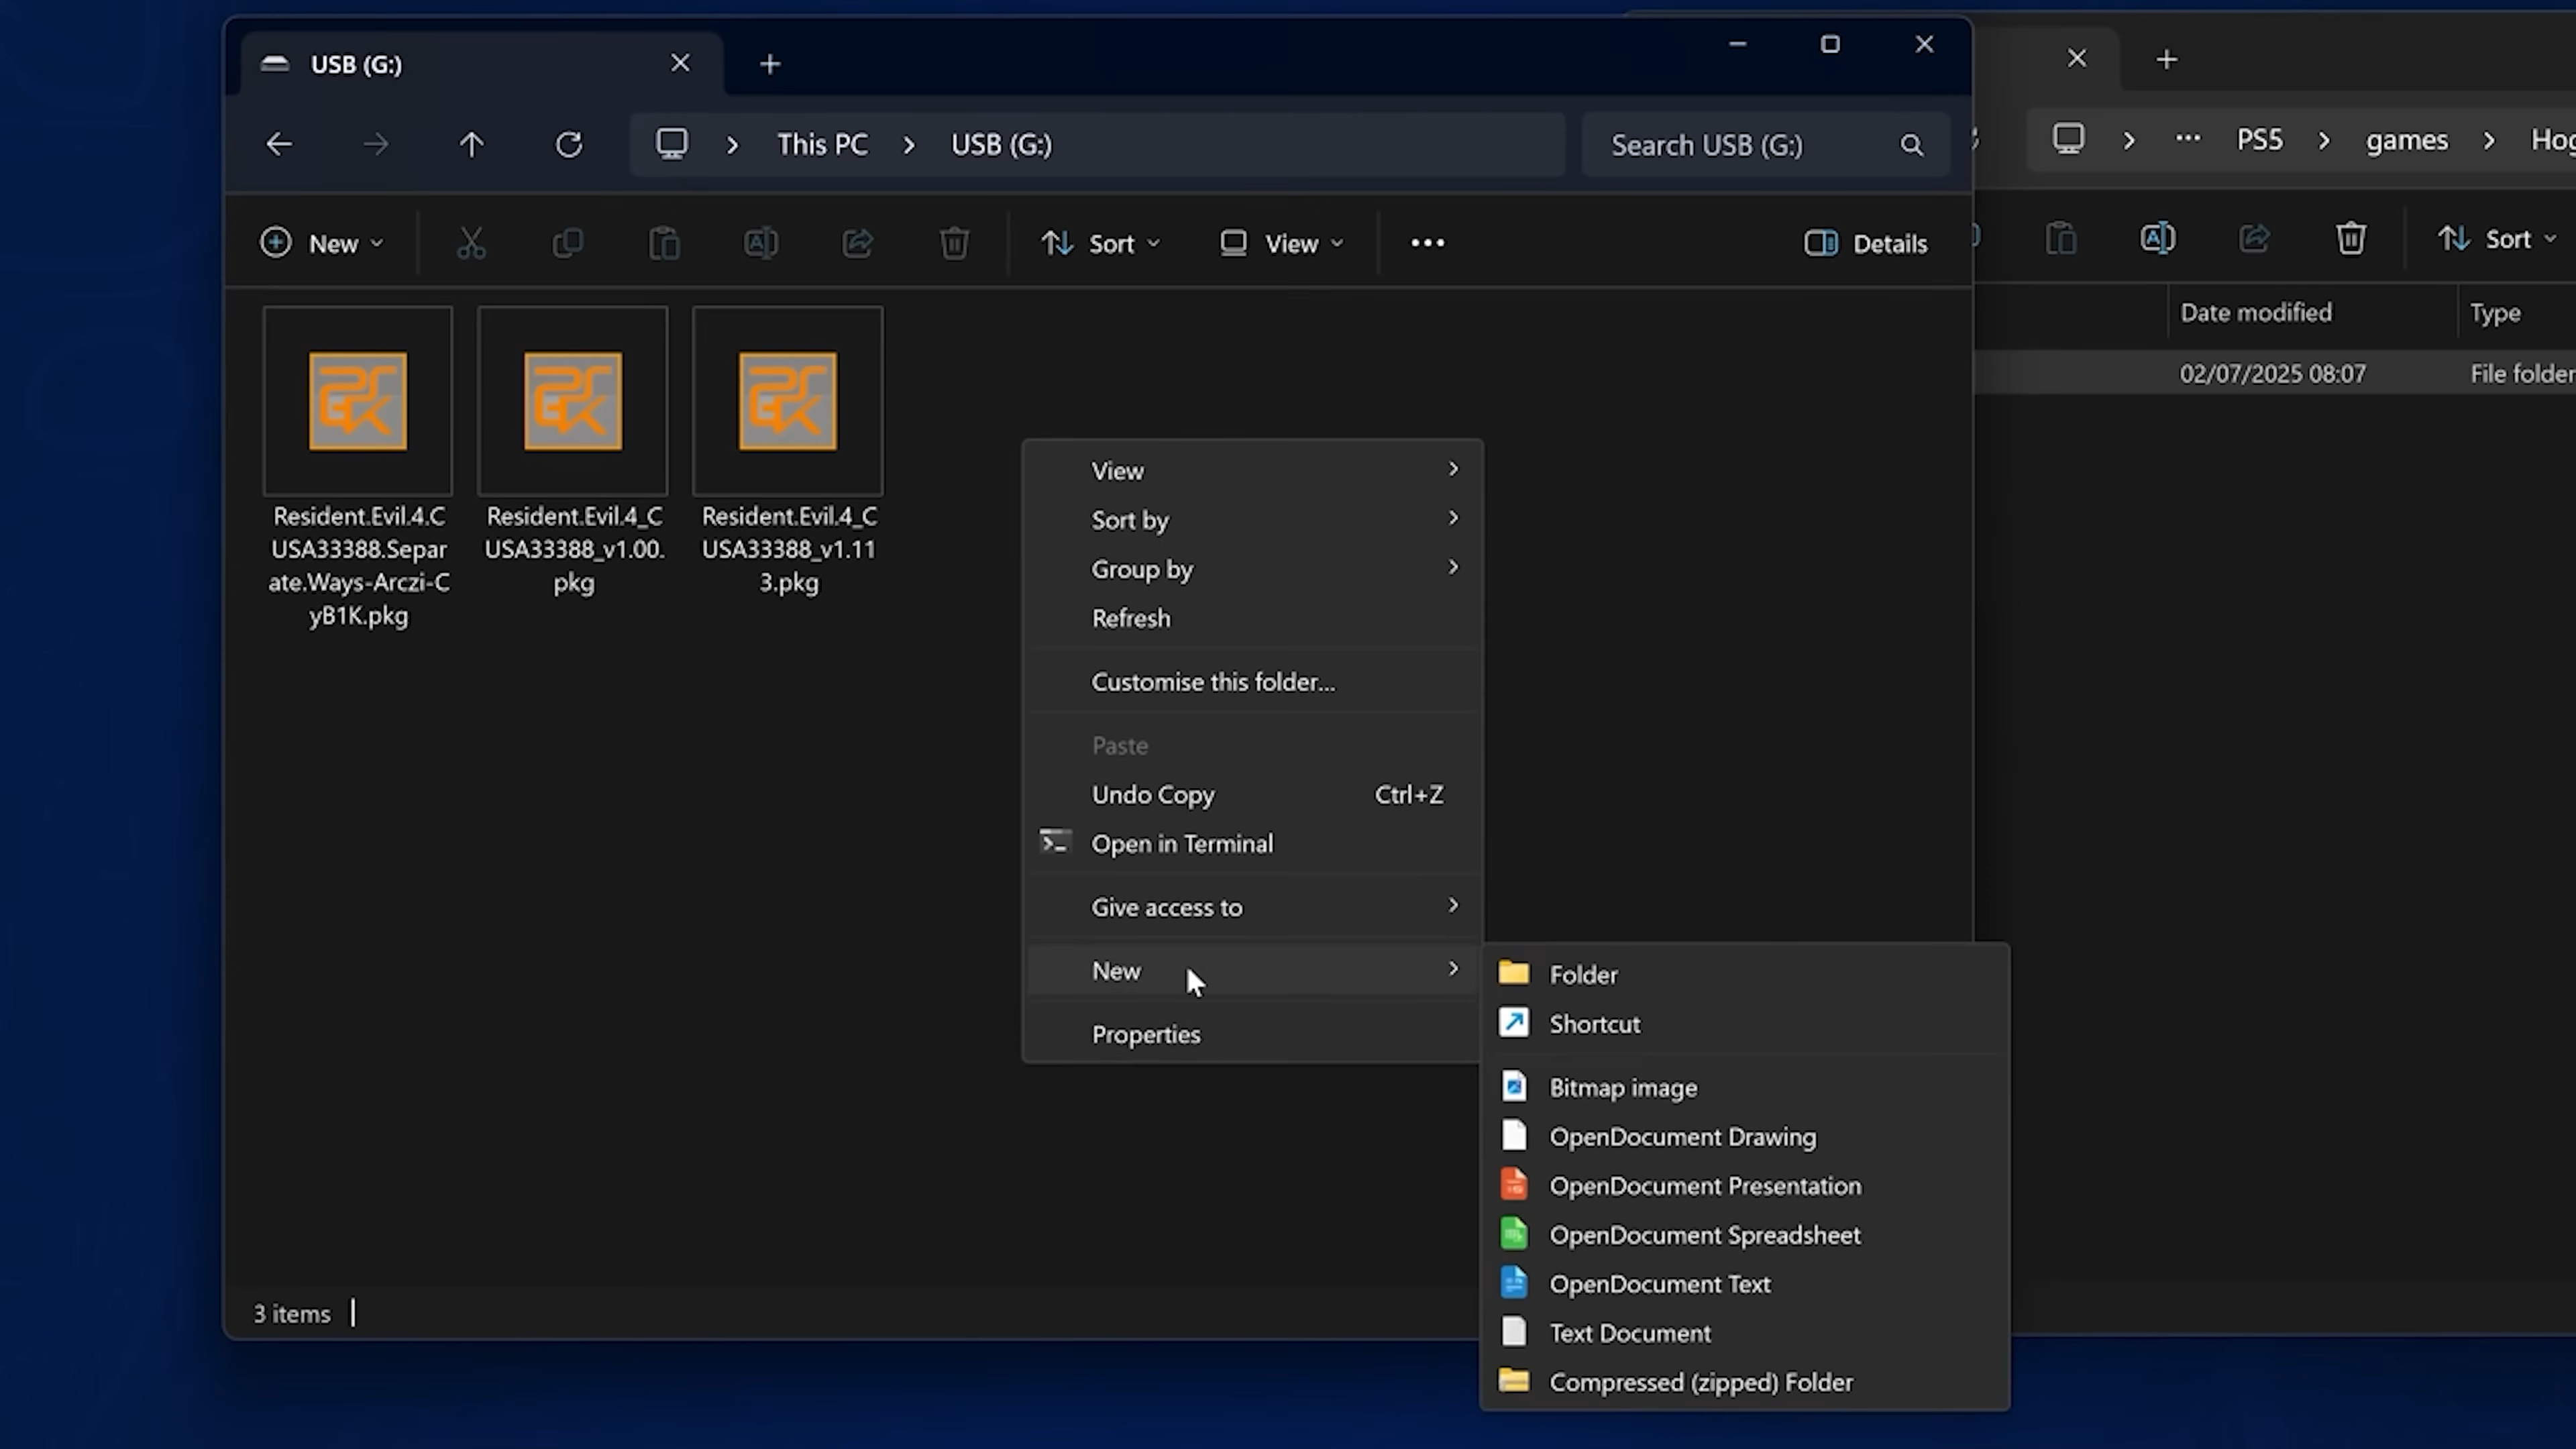 USB (G:)
This PC
USB (G:)
Search USB (G:)
PS5
games
New
Sort
View
Details
Sort
Date modified
Type
02/07/2025 08:07
File folder
Resident.Evil.4.C
USA33388.Separ
ate.Ways-Arczi-C
yB1K.pkg
Resident.Evil.4_C
USA33388_v1.00.
pkg
Resident.Evil.4_C
USA33388_v1.11
3.pkg
View
Sort by
Group by
Refresh
Customise this folder...
Paste
Undo Copy Ctrl+Z
Open in Terminal
Give access to
New
Properties
Folder
Shortcut
Bitmap image
OpenDocument Drawing
OpenDocument Presentation
OpenDocument Spreadsheet
OpenDocument Text
Text Document
Compressed (zipped) Folder
3 items